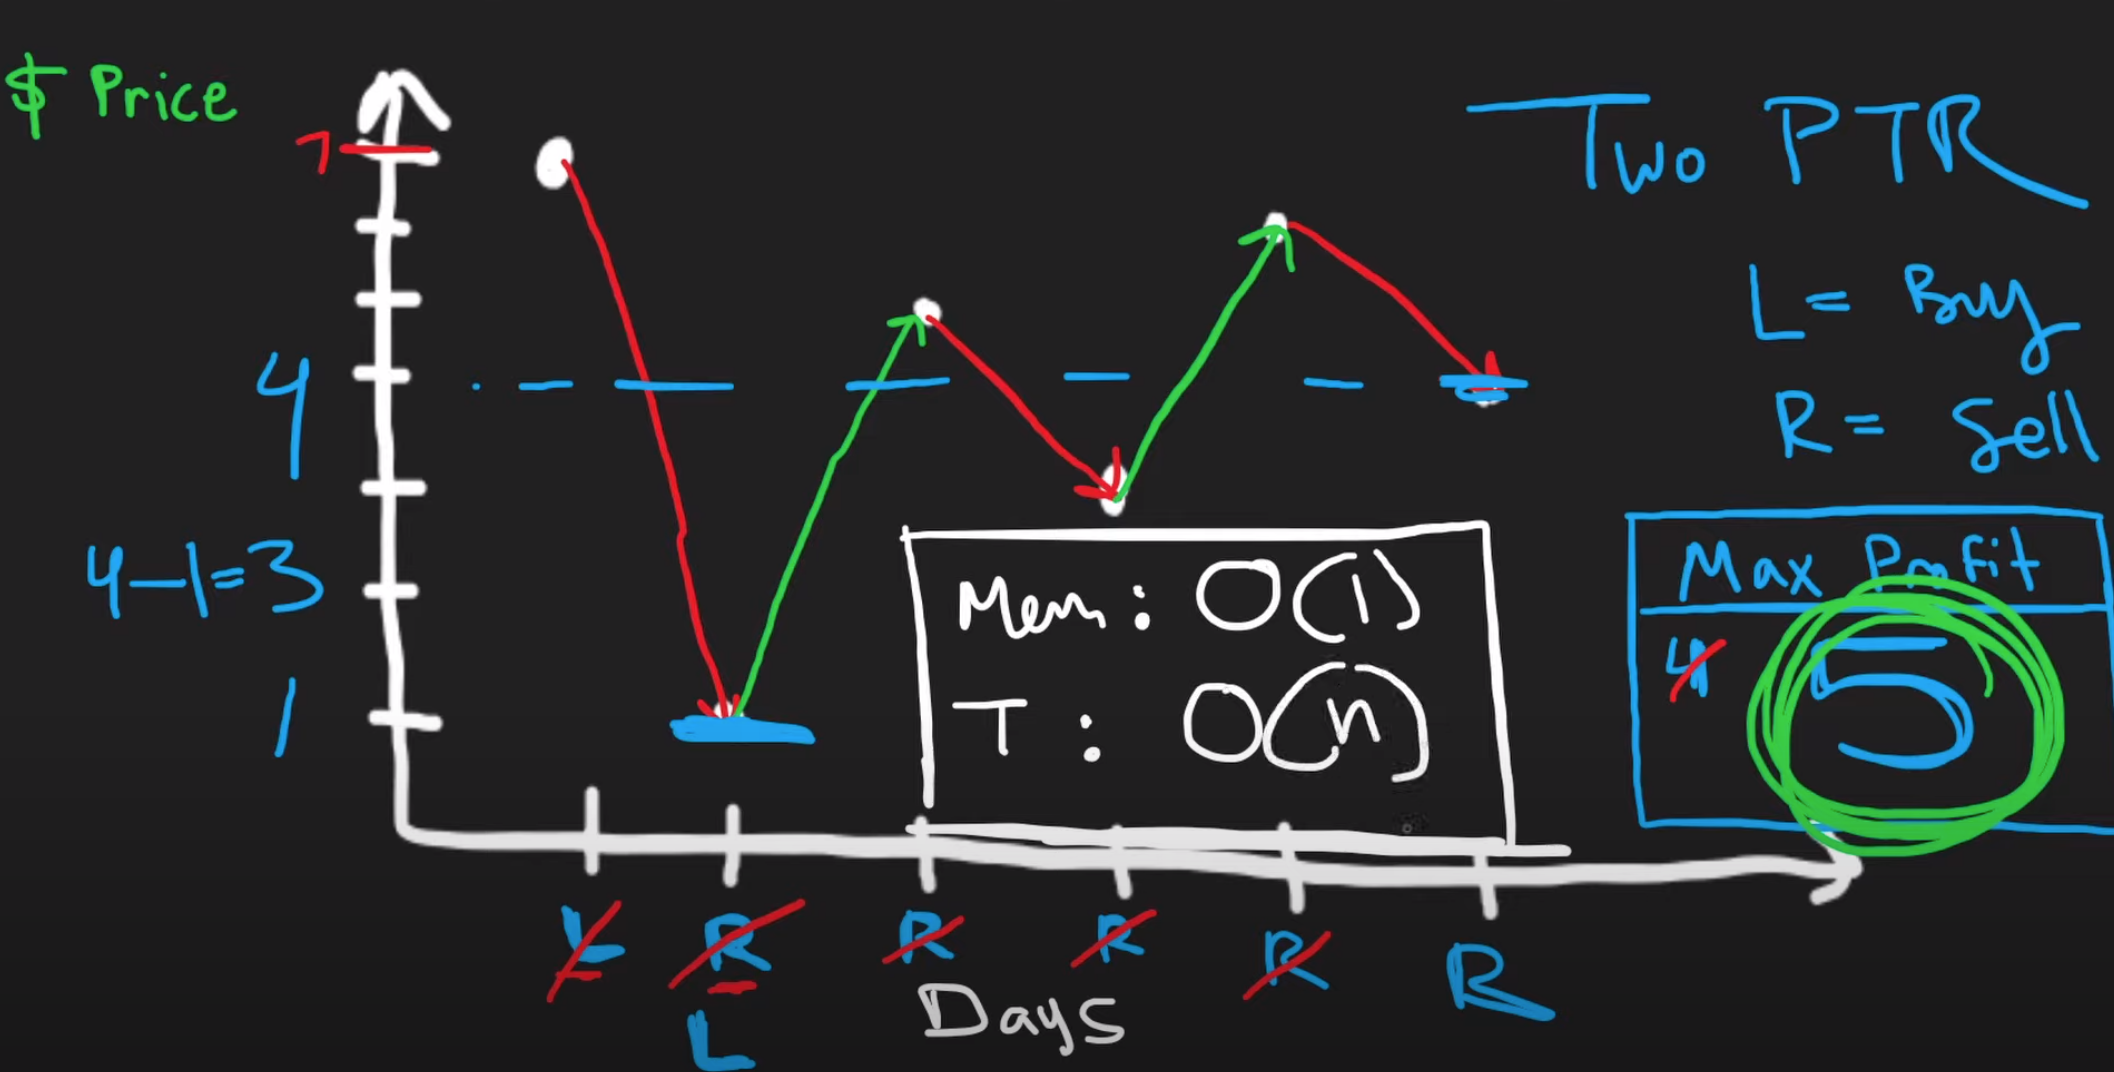 $ Price
7
Two PTR
L = Buy
4
R = Sell
4-1=3
Mem: O(1)
Max Profit
4 5
1
T: O(n)
L R R R R R
L
Days